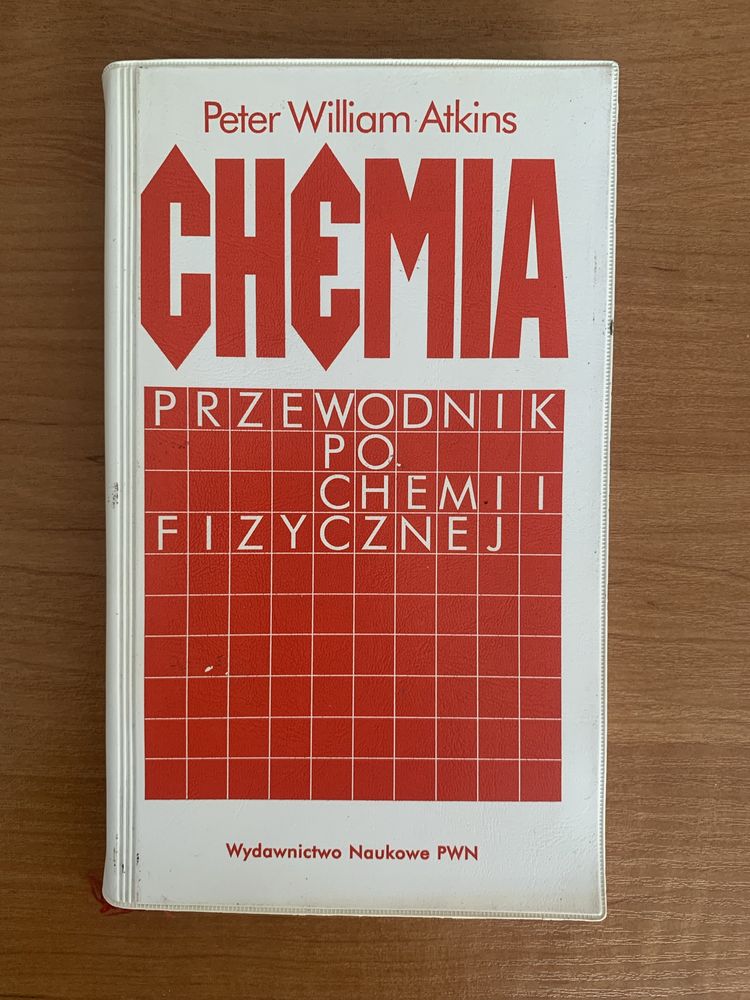 Peter William Atkins
CHEMIA
PRZEWODNIK
PO
CHEMII
FIZYCZNEJ
Wydawnictwo Naukowe PWN